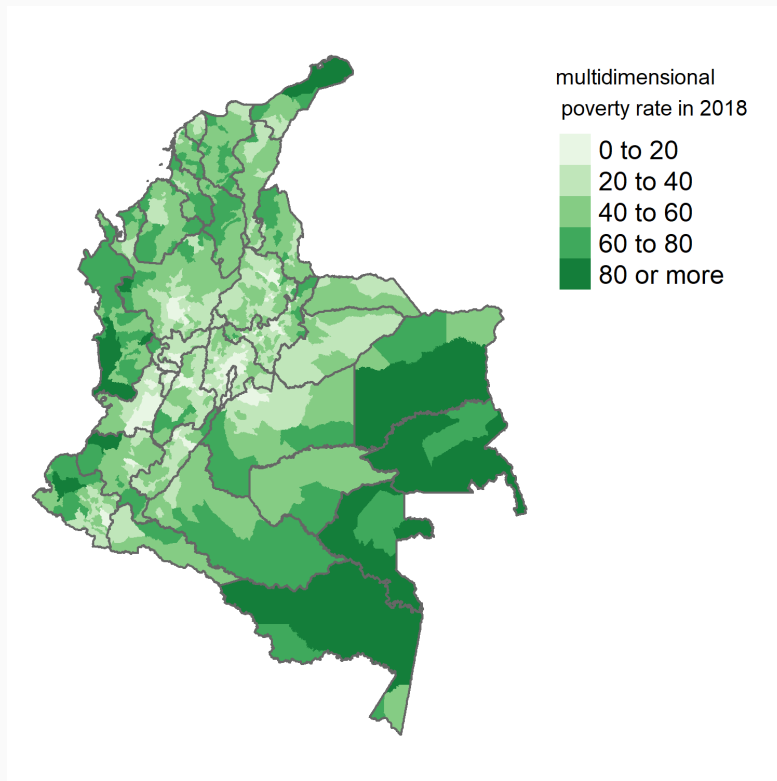 multidimensional
poverty rate in 2018
0 to 20
20 to 40
40 to 60
60 to 80
80 or more